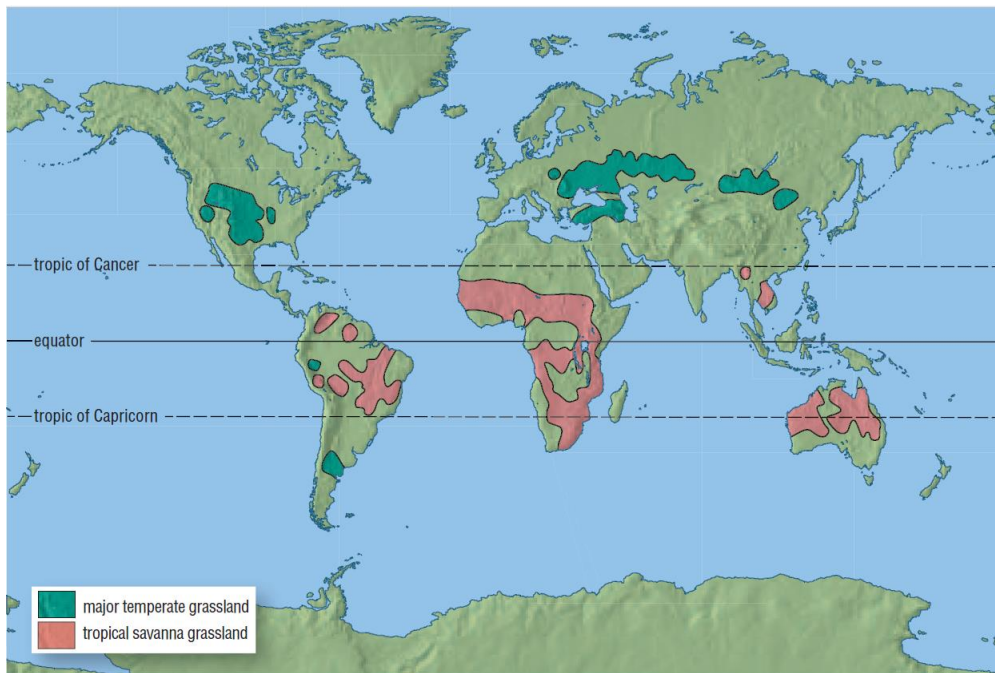 tropic of Cancer
equator
tropic of Capricorn
major temperate grassland
tropical savanna grassland